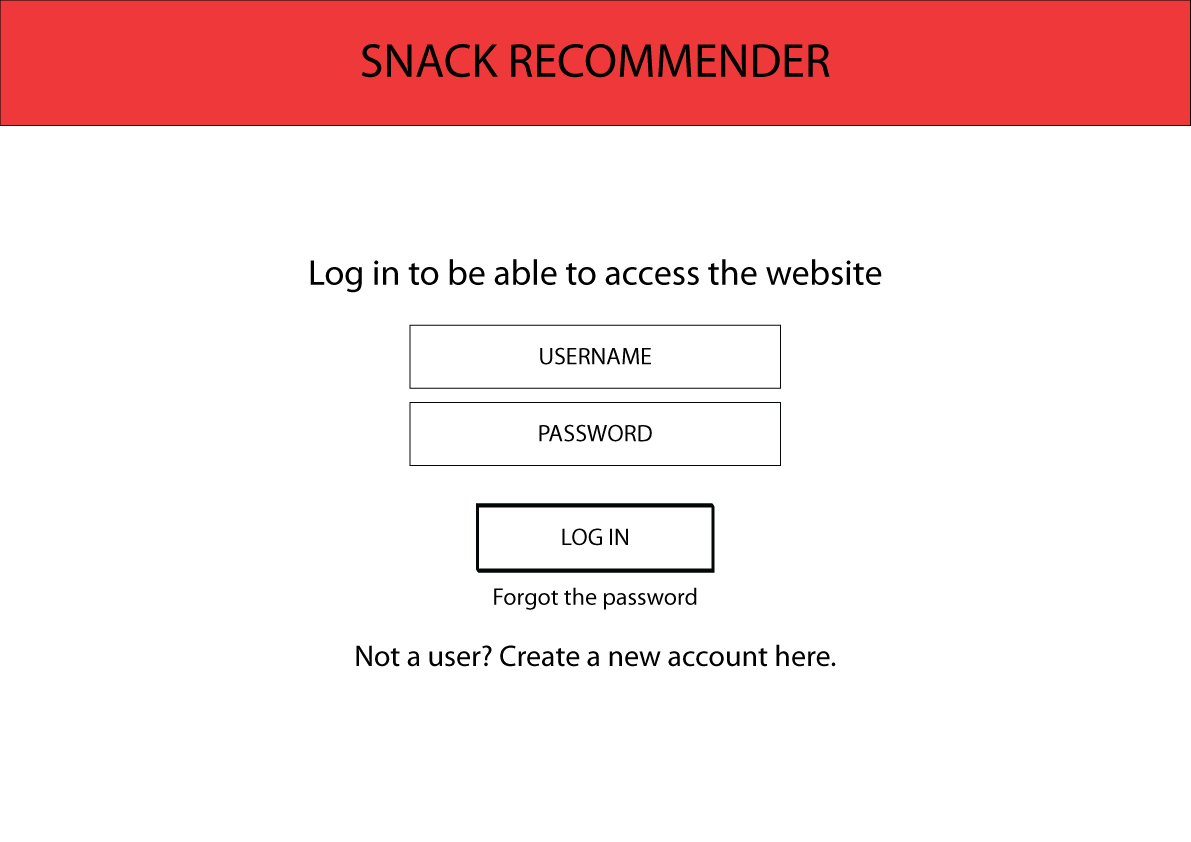 SNACK RECOMMENDER
Log in to be able to access the website
USERNAME
PASSWORD
LOG IN
Forgot the password
Not a user? Create a new account here.